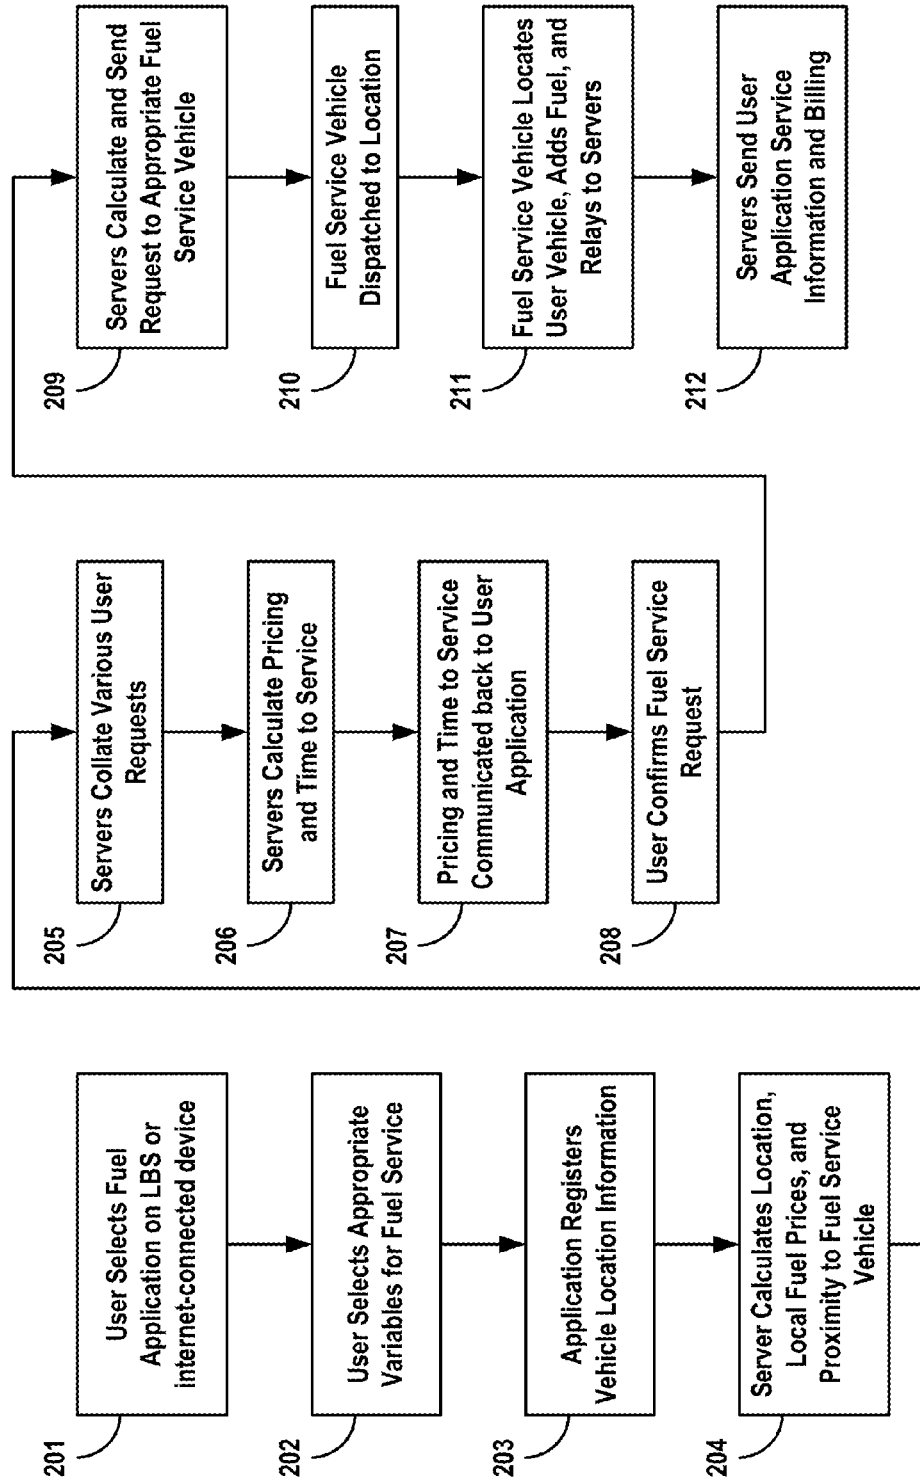 201
User Selects Fuel
Application on LBS or
internet-connected device
202
User Selects Appropriate
Variables for Fuel Service
203
Application Registers
Vehicle Location Information
204
Server Calculates Location,
Local Fuel Prices, and
Proximity to Fuel Service
Vehicle
205
Servers Collate Various User
Requests
206
Servers Calculate Pricing
and Time to Service
207
Pricing and Time to Service
Communicated back to User
Application
208
User Confirms Fuel Service
Request
209
Servers Calculate and Send
Request to Appropriate Fuel
Service Vehicle
210
Fuel Service Vehicle
Dispatched to Location
211
Fuel Service Vehicle Locates
User Vehicle, Adds Fuel, and
Relays to Servers
212
Servers Send User
Application Service
Information and Billing